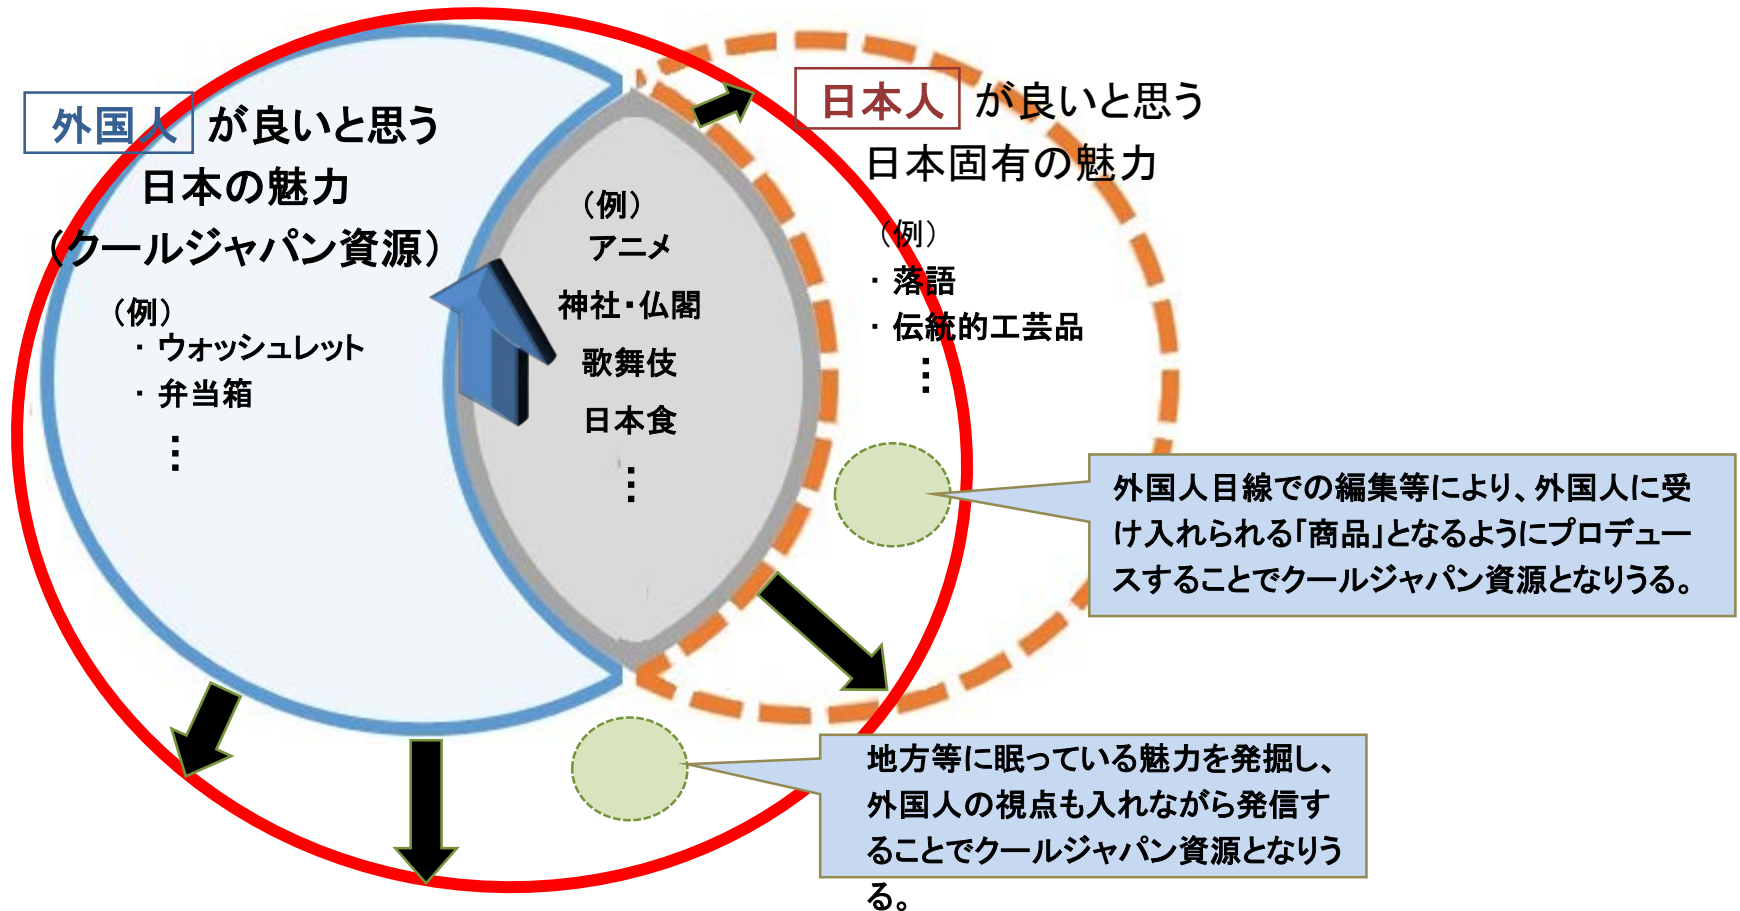 外国人 が良いと思う
日本の魅力
（クールジャパン資源）
（例）
・ ウォッシュレット
・ 弁当箱
⋮
（例）
アニメ
神社・仏閣
歌舞伎
日本食
⋮
日本人 が良いと思う
日本固有の魅力
（例）
・ 落語
・ 伝統的工芸品
⋮
外国人目線での編集等により、外国人に受
け入れられる「商品」となるようにプロデュー
スすることでクールジャパン資源となりうる。
地方等に眠っている魅力を発掘し、
外国人の視点も入れながら発信す
ることでクールジャパン資源となりう
る。